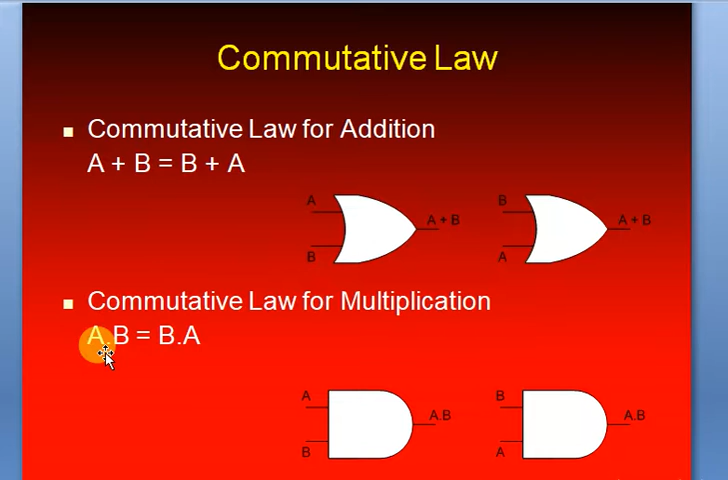 Commutative Law
Commutative Law for Addition
A + B = B + A
A
B
A + B
B
A
A + B
Commutative Law for Multiplication
A.B = B.A
A
B
A.B
B
A
A.B